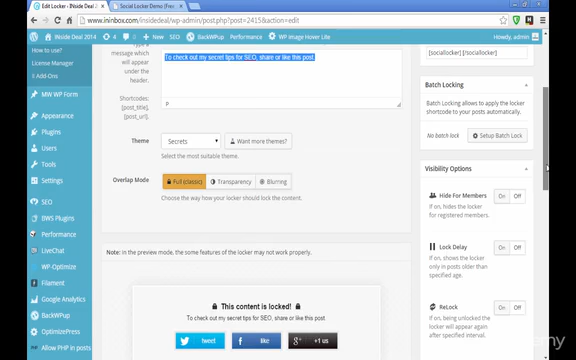 Edit Locker ‹ INside Deal 2
Social Locker Demo (Free)
www.ininbox.com/insidedeal/wp-admin/post.php?post=2415&action=edit
INside Deal 2014
4
0
New
SEO
BackWPup
Performance
WP Image Hover Lite
Howdy, admin
How to use?
License Manager
! Add-Ons
MW WP Form
Appearance
Plugins
Users
Tools
Settings
SEO
BWS Plugins
Performance
LiveChat
WP-Optimize
Filament
Google Analytics
BackWPup
OptimizePress
Allow PHP in posts
Type a
message which
will appear
under the
header.
Shortcodes:
[post_title],
[post_url].
To check out my secret tips for SEO, share or like this post.
p
Theme
Secrets
Want more themes?
Select the most suitable theme.
Overlap Mode
Full (classic)
Transparency
Blurring
Choose the way how your locker should lock the content.
Note: in the preview mode, the some features of the locker may not work properly.
This content is locked!
To check out my secret tips for SEO, share or like this post.
tweet
like
+1 us
[sociallocker] [/sociallocker]
Batch Locking
Batch Locking allows to apply the locker
shortcode to your posts automatically.
No batch lock
Setup Batch Lock
Visibility Options
Hide For Members
On
Off
If on, hides the locker
for registered members.
Lock Delay
On
Off
If on, shows the locker
only in posts older than
specified age.
ReLock
On
Off
If on, being unlocked the
locker will appear again
after specified interval.